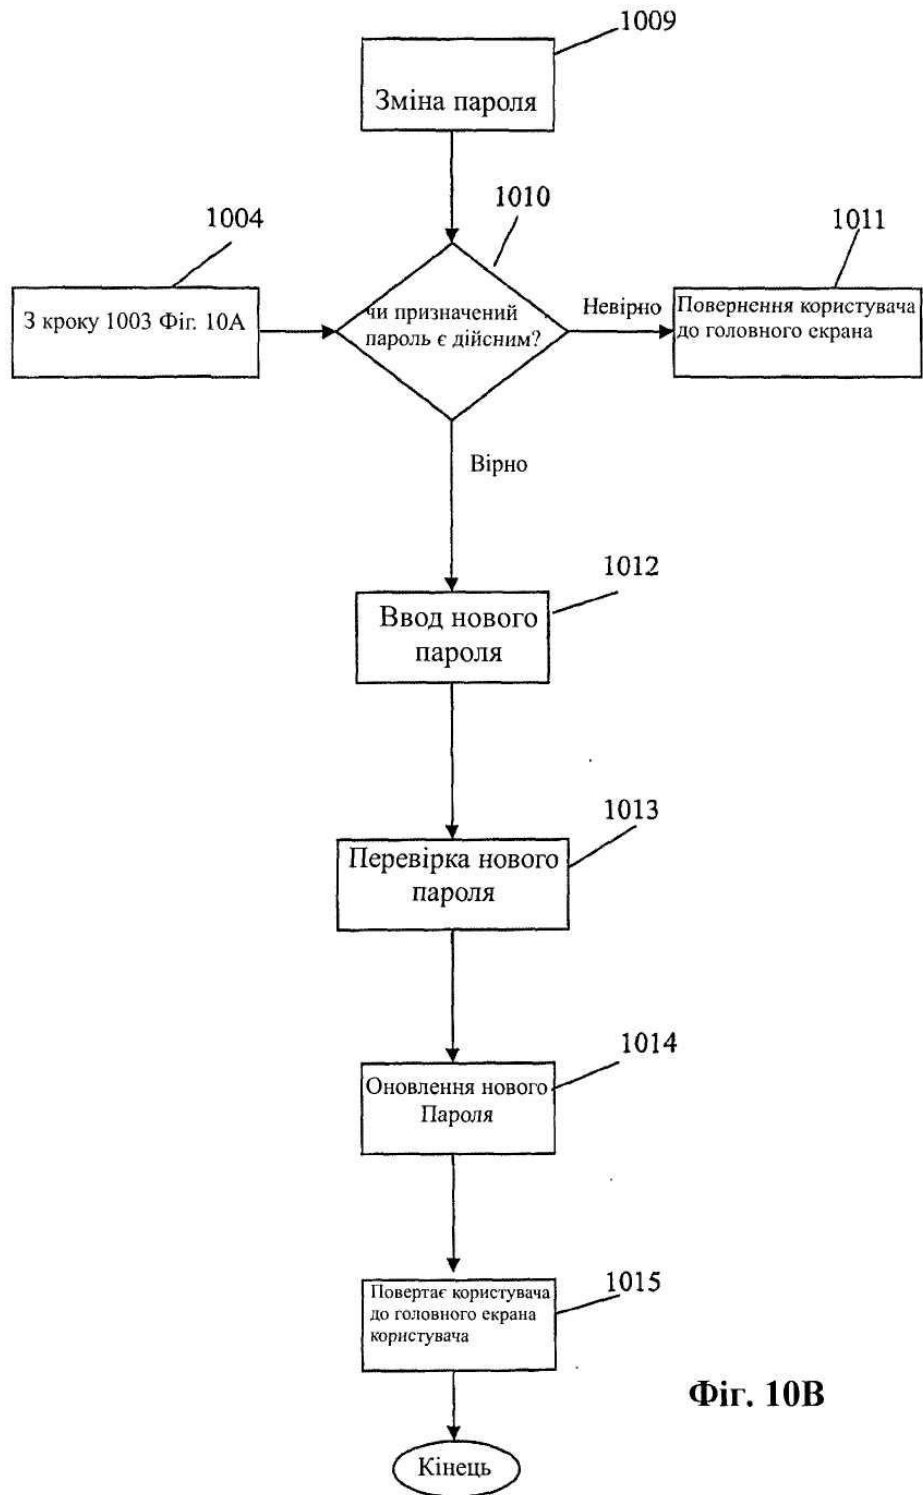 1009
Зміна пароля
1010
1004
1011
З кроку 1003 Фіг. 10А
чи призначений
пароль є дійсним?
Невірно
Повернення користувача
до головного екрана
Вірно
1012
Ввод нового
пароля
1013
Перевірка нового
пароля
1014
Оновлення нового
Пароля
1015
Повертає користувача
до головного екрана
користувача
Фіг. 10В
Кінець